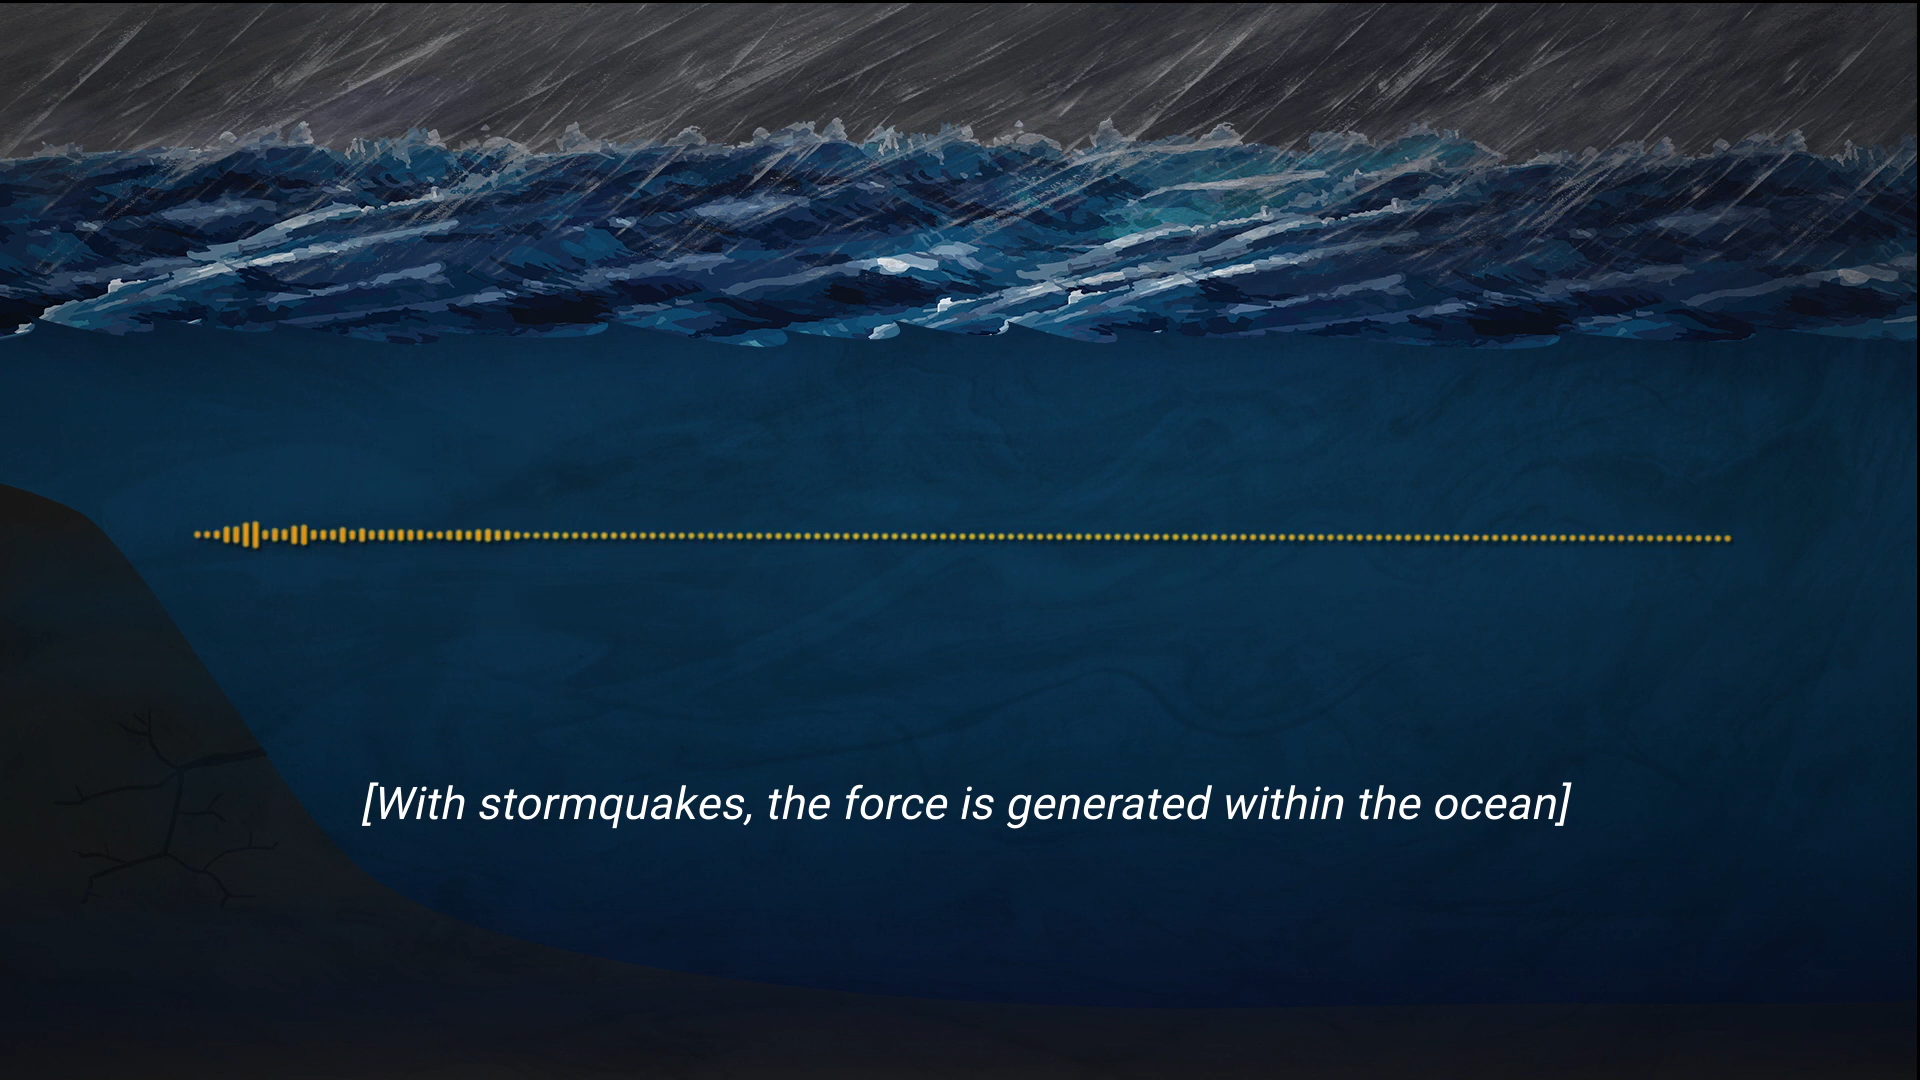 [With stormquakes, the force is generated within the ocean]